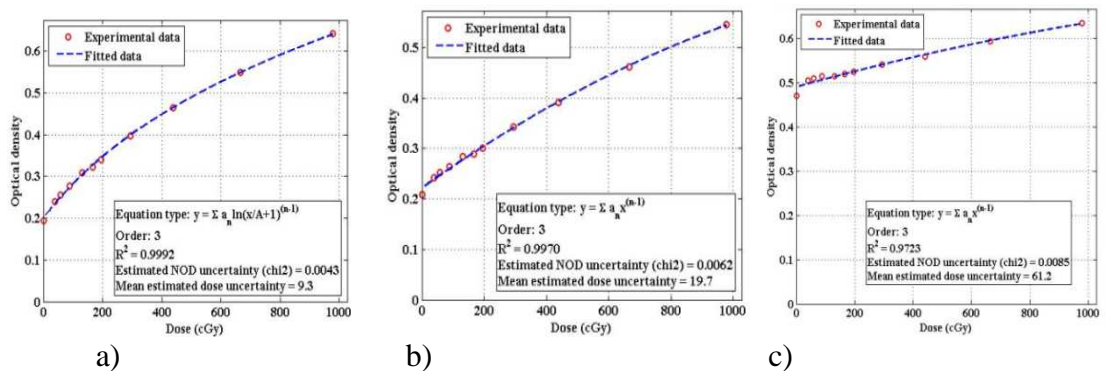 Experimental data
Fitted data
Optical density
0.6
0.5
0.4
0.3
0.2
0.1
0
Equation type: y = Σ aₙln(x/A+1)⁽ⁿ⁻¹⁾
Order: 3
R² = 0.9992
Estimated NOD uncertainty (chi2) = 0.0043
Mean estimated dose uncertainty = 9.3
0 200 400 600 800 1000
Dose (cGy)
a)
Experimental data
Fitted data
Optical density
0.5
0.4
0.3
0.2
0.1
0
Equation type: y = Σ aₙx⁽ⁿ⁻¹⁾
Order: 3
R² = 0.9970
Estimated NOD uncertainty (chi2) = 0.0062
Mean estimated dose uncertainty = 19.7
0 200 400 600 800 1000
Dose (cGy)
b)
Experimental data
Fitted data
Optical density
0.6
0.5
0.4
0.3
0.2
0.1
0
Equation type: y = Σ aₙx⁽ⁿ⁻¹⁾
Order: 3
R² = 0.9723
Estimated NOD uncertainty (chi2) = 0.0085
Mean estimated dose uncertainty = 61.2
0 200 400 600 800 1000
Dose (cGy)
c)